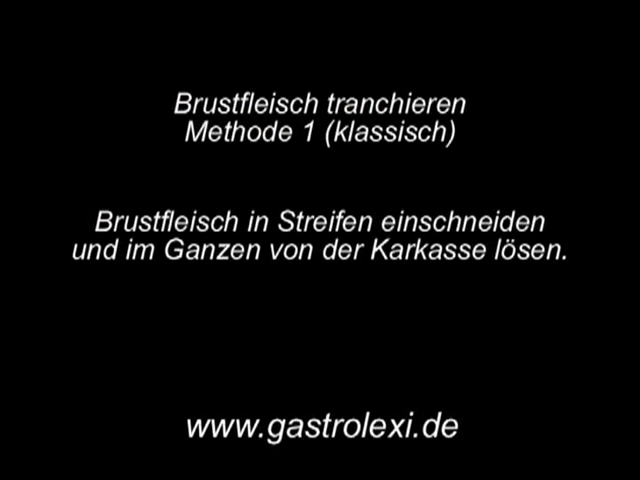 Brustfleisch tranchieren
Methode 1 (klassisch)
Brustfleisch in Streifen einschneiden
und im Ganzen von der Karkasse lösen.
www.gastrolexi.de